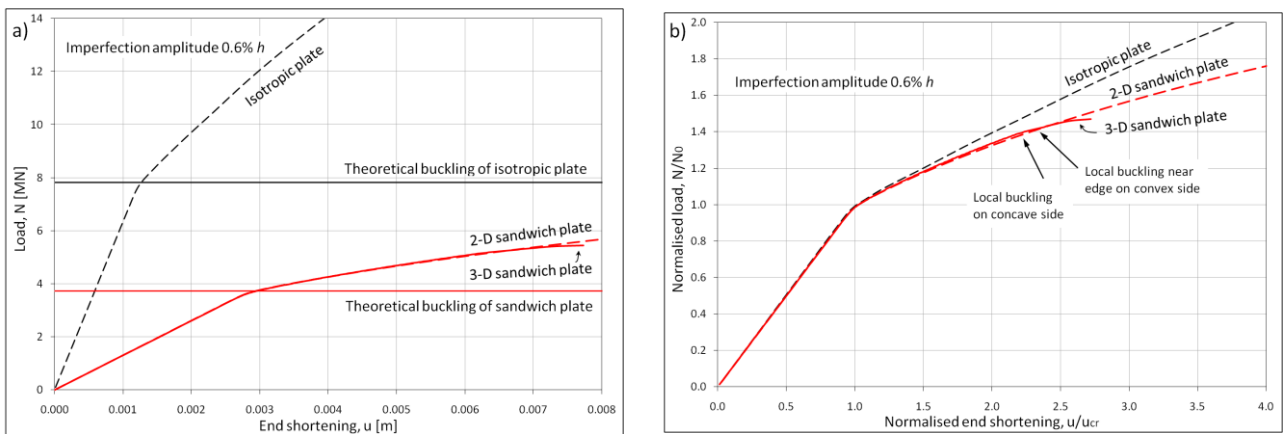 a)
Imperfection amplitude 0.6% h
Isotropic plate
Theoretical buckling of isotropic plate
2-D sandwich plate
3-D sandwich plate
Theoretical buckling of sandwich plate
Load, N [MN]
14
12
10
8
6
4
2
0
0.000 0.001 0.002 0.003 0.004 0.005 0.006 0.007 0.008
End shortening, u [m]
b)
Imperfection amplitude 0.6% h
Isotropic plate
2-D sandwich plate
3-D sandwich plate
Local buckling near
edge on convex side
Local buckling
on concave side
Normalised load, N/N0
2.0
1.8
1.6
1.4
1.2
1.0
0.8
0.6
0.4
0.2
0.0
0.0 0.5 1.0 1.5 2.0 2.5 3.0 3.5 4.0
Normalised end shortening, u/ucr